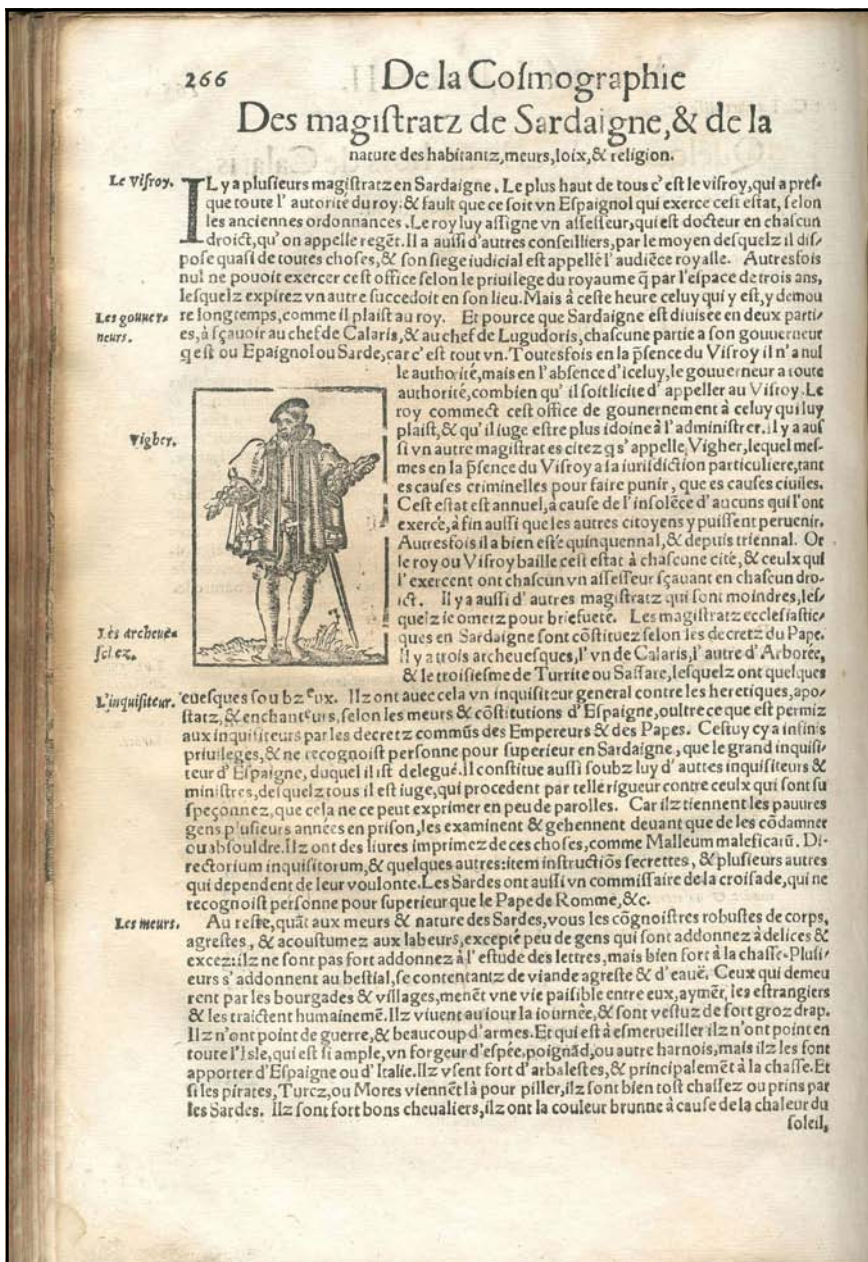 266 De la Coſmographie
Des magiſtratz de Sardaigne, & de la
nature des habitantz, meurs, loix, & religion.
Le Viſroy.
IL y a pluſieurs magiſtratz en Sardaigne. Le plus haut de tous c'eſt le viſroy, qui a preſ-
que toute l'autorité du roy: & fault que ce ſoit vn Eſpaignol qui exerce ceſt eſtat, ſelon
les anciennes ordonnances. Le roy luy aſſigne vn aſſeſſeur, qui eſt docteur en chaſcun
droict, qu'on appelle regẽt. Il a auſſi d'autres conſeilliers, par le moyen deſquelz il diſ-
poſe quaſi de toutes choſes, & ſon ſiege iudicial eſt appellé l'audiẽce royalle. Autresfois
nul ne pouoit exercer ceſt office ſelon le priuilege du royaume q̃ par l'eſpace de trois ans,
leſquelz expirez vn autre ſuccedoit en ſon lieu. Mais à ceſte heure celuy qui y eſt, y demou
Les gouuer-
neurs.
re longtemps, comme il plaiſt au roy. Et pource que Sardaigne eſt diuiſee en deux parti-
es, à ſçauoir au chef de Calaris, & au chef de Lugudoris, chaſcune partie a ſon gouuerneur
q eſt ou Epaignol ou Sarde, car c'eſt tout vn. Toutesfois en la p̃ſence du Viſroy il n'a nul
le authorité, mais en l'abſence d'iceluy, le gouuerneur a toute
authorité, combien qu'il ſoit licite d'appeller au Viſroy. Le
roy commect ceſt office de gounernement à celuy qui luy
plaiſt, & qu'il iuge eſtre plus idoine à l'adminiſtrer. il y a auſ
Vigher.
ſi vn autre magiſtrat es citez q s'appelle Vigher, lequel meſ-
mes en la p̃ſence du Viſroy a ſa iuriſdiction particuliere, tant
es cauſes criminelles pour faire punir, que es cauſes ciuiles.
Ceſt eſtat eſt annuel, à cauſe de l'inſolẽce d'aucuns qui l'ont
exercé, à fin auſſi que les autres citoyens y puiſſent peruenir.
Autresfois il a bien eſté quinquennal, & depuis triennal. Or
le roy ou Viſroy baille ceſt eſtat à chaſcune cité, & ceulx qui
l'exercent ont chaſcun vn aſſeſſeur ſçauant en chaſcun dro-
ict. Il y a auſſi d'autres magiſtratz qui ſont moindres, leſ-
quelz ie ometz pour briefueté. Les magiſtratz eccleſiaſtic-
Les archeue-
ſchez.
ques en Sardaigne ſont cõſtituez ſelon les decretz du Pape.
Il y a trois archeueſques, l'vn de Calaris, l'autre d'Arborée,
& le troiſieſme de Turrite ou Saſſare, leſquelz ont quelques
L'inquiſiteur.
eueſques ſoubz eux. Ilz ont auec cela vn inquiſiteur general contre les heretiques, apo-
ſtatz, & enchanteurs, ſelon les meurs & cõſtitutions d'Eſpaigne, oultre ce que eſt permiz
aux inquiſiteurs par les decretz commũs des Empereurs & des Papes. Ceſtuy cy a infinis
priuileges, & ne recognoiſt perſonne pour ſuperieur en Sardaigne, que le grand inquiſi-
teur d'Eſpaigne, duquel il iſt delegué. Il conſtitue auſſi ſoubz luy d'autres inquiſiteurs &
miniſtres, deſquelz tous il eſt iuge, qui procedent par telle rigueur contre ceulx qui ſont ſu
ſpeçonnez, que cela ne ce peut exprimer en peu de parolles. Car ilz tiennent les pauures
gens pluſieurs années en priſon, les examinent & gehennent deuant que de les cõdamner
ou abſouldre. Ilz ont des liures imprimez de ces choſes, comme Malleum maleficarũ. Di-
rectorium inquiſitorum, & quelques autres: item inſtructiõs ſecrettes, & pluſieurs autres
qui dependent de leur voulonte. Les Sardes ont auſſi vn commiſſaire de la croiſade, qui ne
recognoiſt perſonne pour ſuperieur que le Pape de Romme, &c.
Les meurs.
Au reſte, quãt aux meurs & nature des Sardes, vous les cõgnoiſtres robuſtes de corps,
agreſtes, & acouſtumez aux labeurs, excepté peu de gens qui ſont addonnez à delices &
excez: ilz ne ſont pas fort addonnez à l'eſtude des lettres, mais bien fort à la chaſſe. Pluſi-
eurs s'addonnent au beſtial, ſe contentantz de viande agreſte & d'eauë. Ceux qui demeu
rent par les bourgades & villages, menẽt vne vie paiſible entre eux, aymẽt les eſtrangiers
& les traictent humainemẽ. Ilz viuent au iour la iournée, & ſont veſtuz de fort groz drap.
Ilz n'ont point de guerre, & beaucoup d'armes. Et qui eſt à eſmerueiller ilz n'ont point en
toute l'Isle, qui eſt ſi ample, vn forgeur d'eſpée, poignãd, ou autre harnois, mais ilz les font
apporter d'Eſpaigne ou d'Italie. Ilz vſent fort d'arbaleſtes, & principalemẽt à la chaſſe. Et
ſi les pirates, Turcz, ou Mores viennẽt là pour piller, ilz ſont bien toſt chaſſez ou prins par
les Sardes. Ilz ſont fort bons cheualiers, ilz ont la couleur brunne à cauſe de la chaleur du
ſoleil,